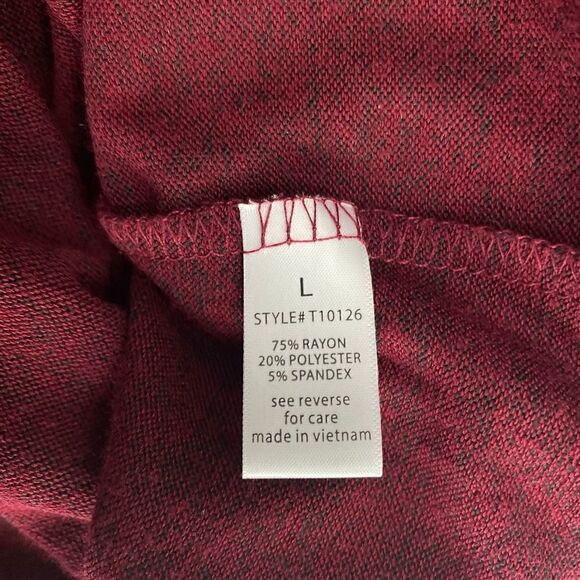 L
STYLE# T10126
75% RAYON
20% POLYESTER
5% SPANDEX
see reverse
for care
made in vietnam